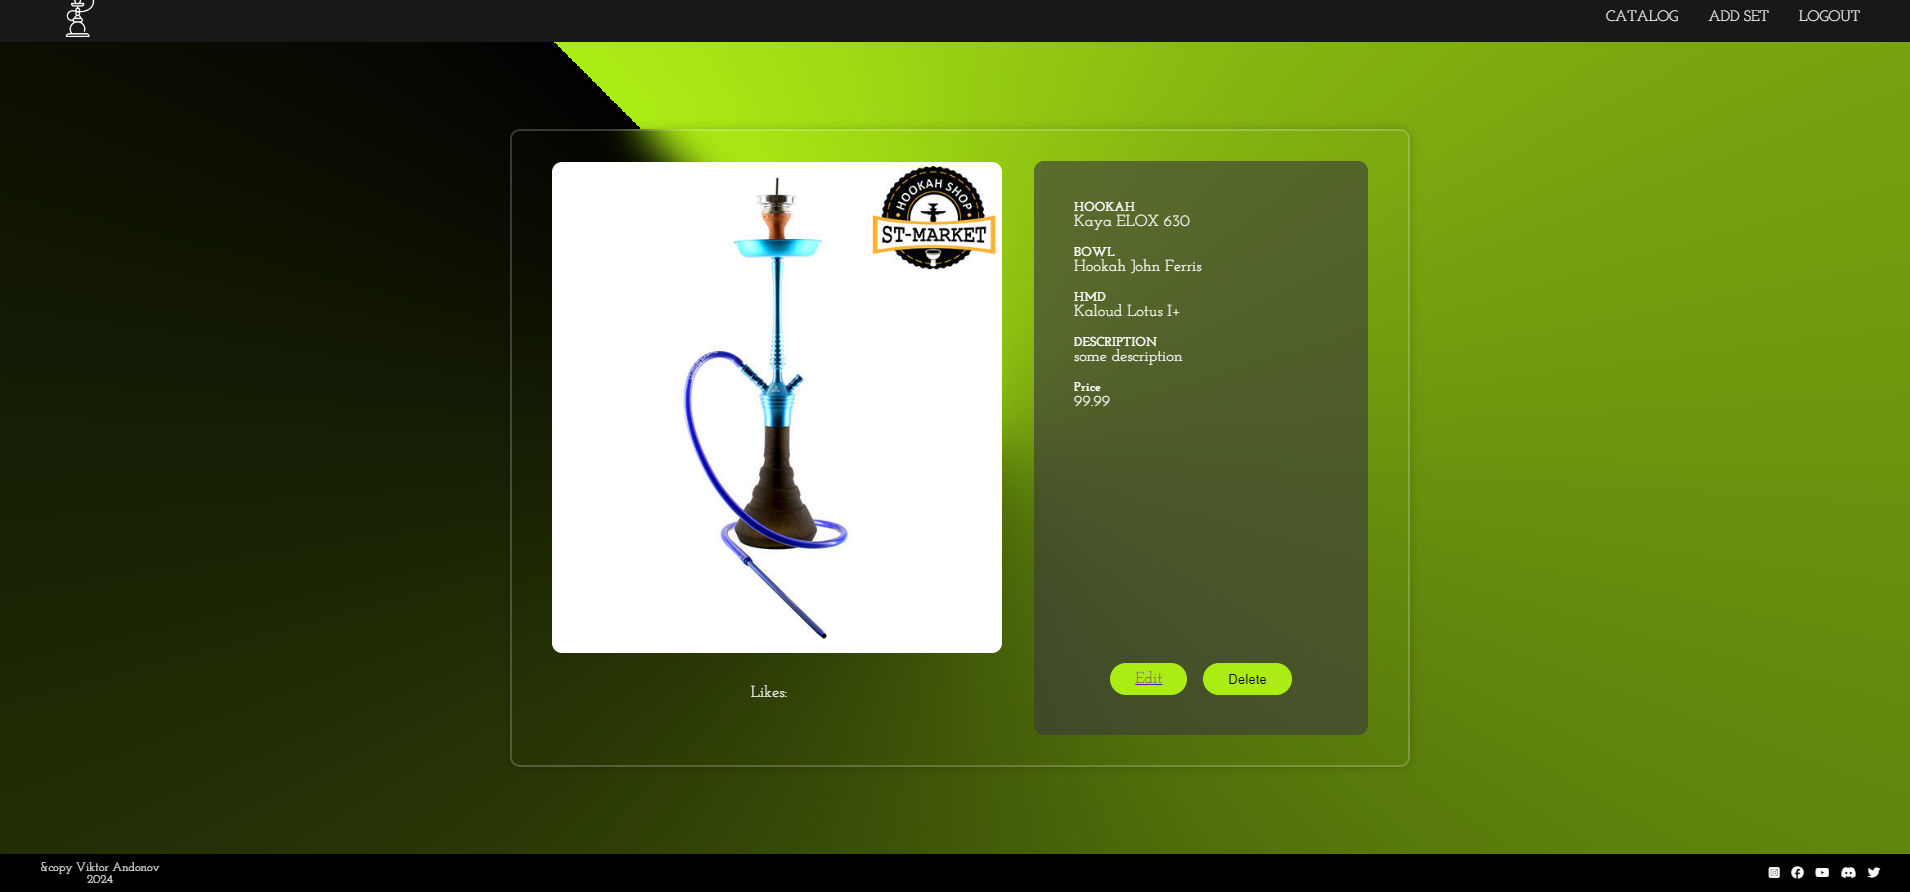 CATALOG ADD SET LOGOUT
HOOKAH SHOP
ST-MARKET
HOOKAH
Kaya ELOX 630
BOWL
Hookah John Ferris
HMD
Kaloud Lotus I+
DESCRIPTION
some description
Price
99.99
Edit Delete
Likes:
&copy Viktor Andonov
2024